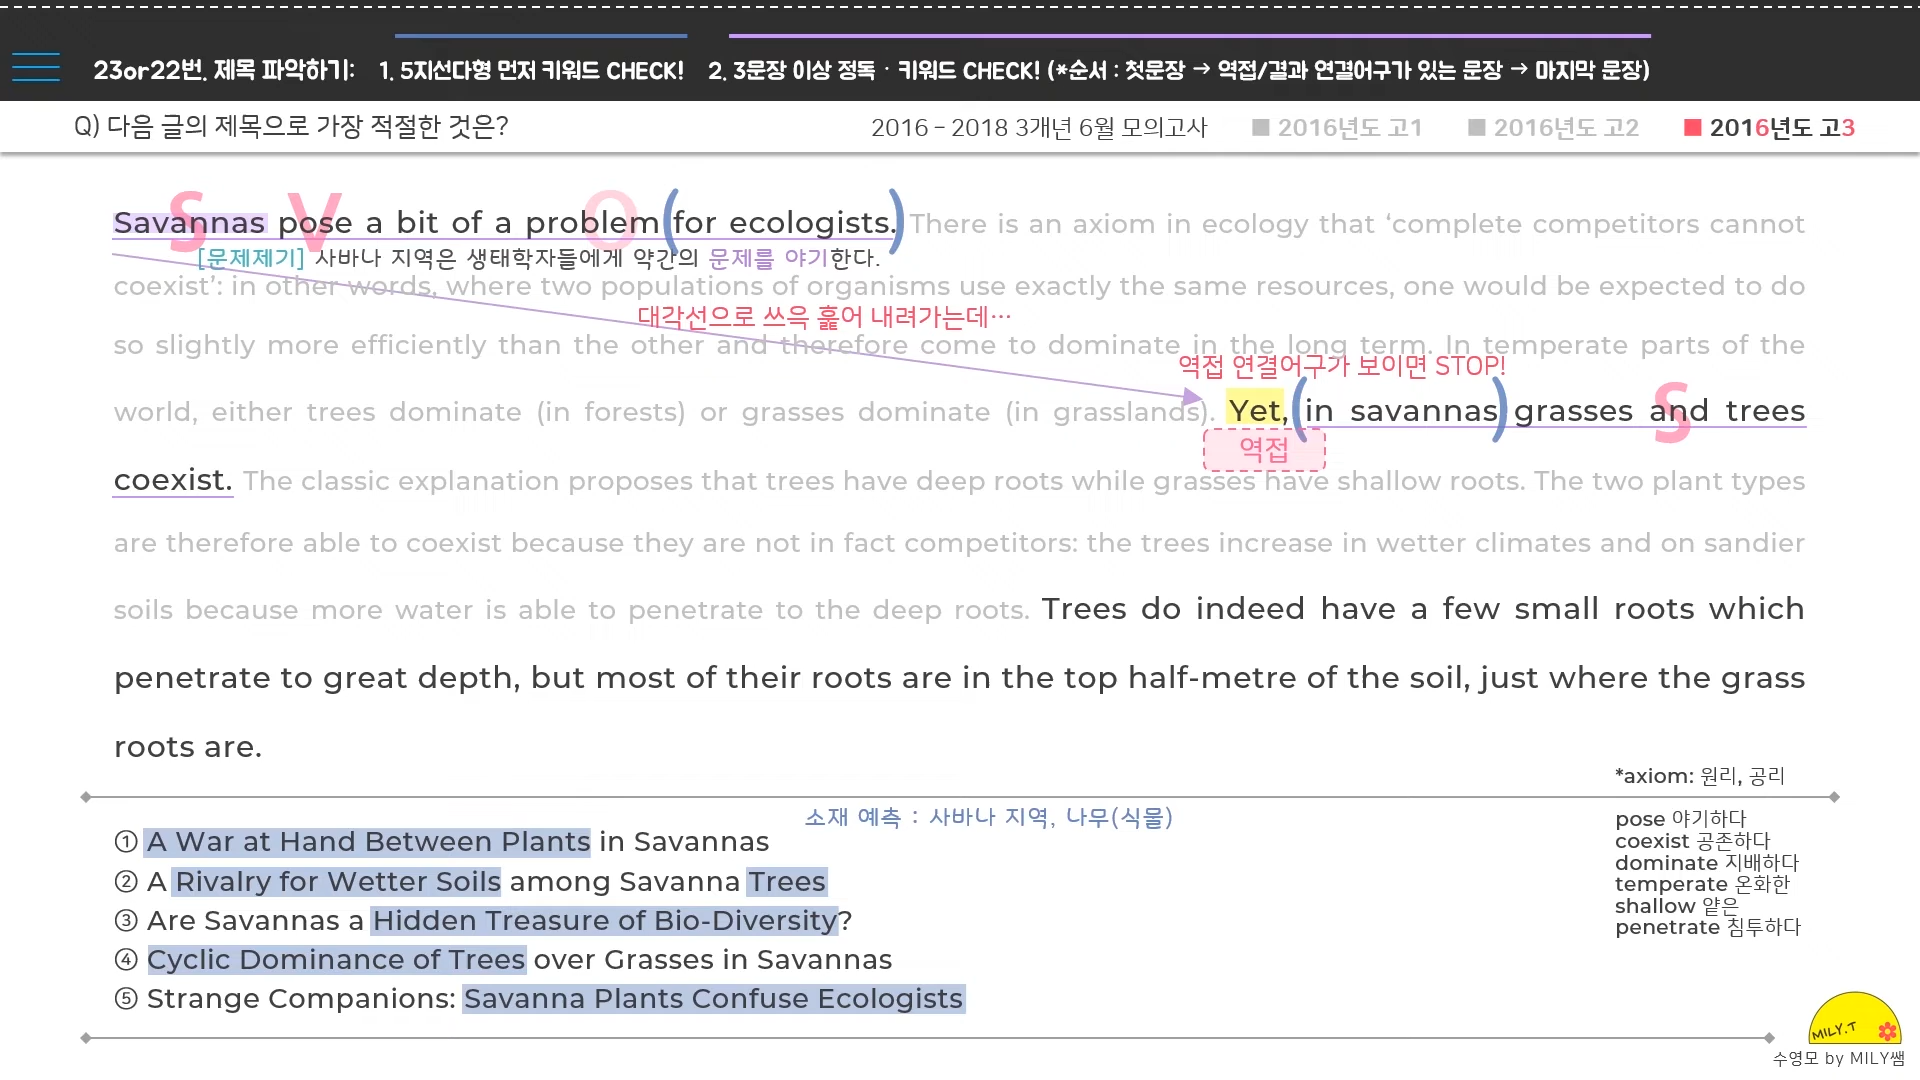 23or22번. 제목 파악하기: 1. 5지선다형 먼저 키워드 CHECK! 2. 3문장 이상 정독 · 키워드 CHECK! (*순서 : 첫문장 → 역접/결과 연결어구가 있는 문장 → 마지막 문장)
Q) 다음 글의 제목으로 가장 적절한 것은?
2016 – 2018 3개년 6월 모의고사 ■ 2016년도 고1 ■ 2016년도 고2 ■ 2016년도 고3
S V O
Savannas pose a bit of a problem (for ecologists.) There is an axiom in ecology that ‘complete competitors cannot
[문제제기] 사바나 지역은 생태학자들에게 약간의 문제를 야기한다.
coexist’: in other words, where two populations of organisms use exactly the same resources, one would be expected to do
대각선으로 쓰윽 훑어 내려가는데…
so slightly more efficiently than the other and therefore come to dominate in the long term. In temperate parts of the
역접 연결어구가 보이면 STOP!
world, either trees dominate (in forests) or grasses dominate (in grasslands). Yet, (in savannas) grasses and trees
S
역접
coexist. The classic explanation proposes that trees have deep roots while grasses have shallow roots. The two plant types
are therefore able to coexist because they are not in fact competitors: the trees increase in wetter climates and on sandier
soils because more water is able to penetrate to the deep roots. Trees do indeed have a few small roots which
penetrate to great depth, but most of their roots are in the top half-metre of the soil, just where the grass
roots are.
*axiom: 원리, 공리
소재 예측 : 사바나 지역, 나무(식물)
① A War at Hand Between Plants in Savannas
② A Rivalry for Wetter Soils among Savanna Trees
③ Are Savannas a Hidden Treasure of Bio-Diversity?
④ Cyclic Dominance of Trees over Grasses in Savannas
⑤ Strange Companions: Savanna Plants Confuse Ecologists
pose 야기하다
coexist 공존하다
dominate 지배하다
temperate 온화한
shallow 얕은
penetrate 침투하다
MILY.T
수영모 by MILY쌤